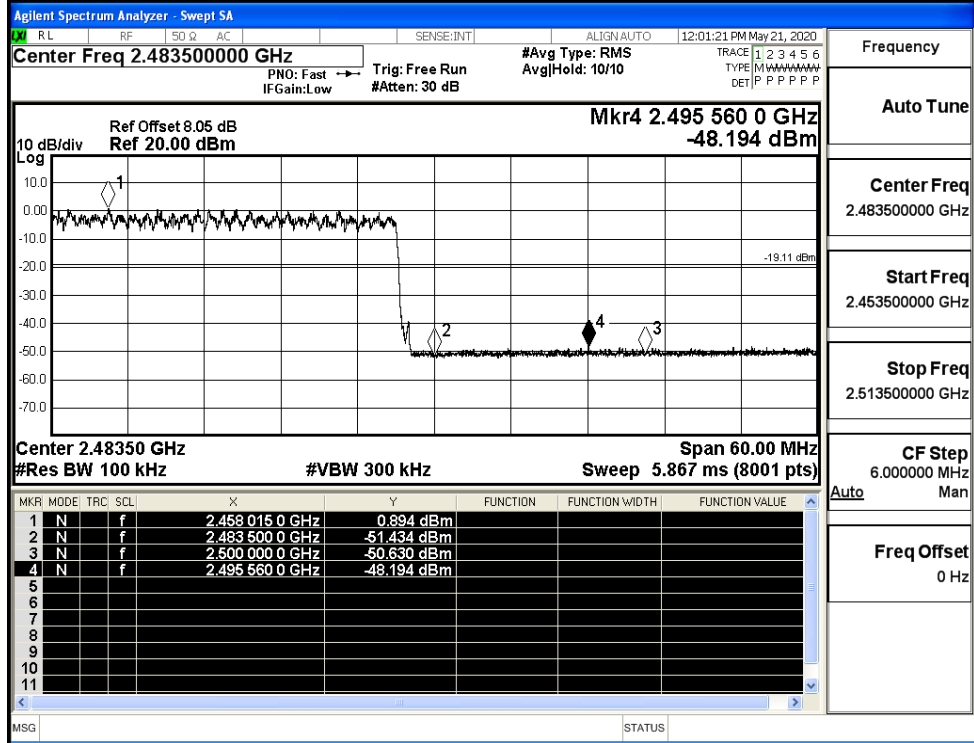 Agilent Spectrum Analyzer - Swept SA
LXI RL RF 50 Ω AC SENSE:INT ALIGN AUTO 12:01:21 PM May 21, 2020
Center Freq 2.483500000 GHz
PNO: Fast
IFGain:Low
Trig: Free Run
#Atten: 30 dB
#Avg Type: RMS
Avg|Hold: 10/10
TRACE 1 2 3 4 5 6
TYPE M WWWWW
DET P P P P P P
Mkr4 2.495 560 0 GHz
-48.194 dBm
Ref Offset 8.05 dB
10 dB/div Ref 20.00 dBm
Log
10.0
0.00
-10.0
-20.0
-30.0
-40.0
-50.0
-60.0
-70.0
1
2
4
3
-19.11 dBm
Center 2.48350 GHz Span 60.00 MHz
#Res BW 100 kHz #VBW 300 kHz Sweep 5.867 ms (8001 pts)
MKR MODE TRC SCL X Y FUNCTION FUNCTION WIDTH FUNCTION VALUE
1 N f 2.458 015 0 GHz 0.894 dBm
2 N f 2.483 500 0 GHz -51.434 dBm
3 N f 2.500 000 0 GHz -50.630 dBm
4 N f 2.495 560 0 GHz -48.194 dBm
5
6
7
8
9
10
11
MSG STATUS
Frequency
Auto Tune
Center Freq
2.483500000 GHz
Start Freq
2.453500000 GHz
Stop Freq
2.513500000 GHz
CF Step
6.000000 MHz
Auto Man
Freq Offset
0 Hz